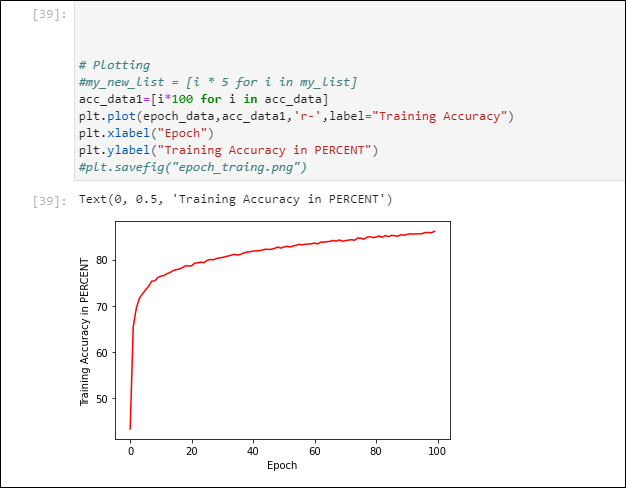 [39]:
# Plotting
#my_new_list = [i * 5 for i in my_list]
acc_data1=[i*100 for i in acc_data]
plt.plot(epoch_data,acc_data1,'r-',label="Training Accuracy")
plt.xlabel("Epoch")
plt.ylabel("Training Accuracy in PERCENT")
#plt.savefig("epoch_traing.png")
[39]: Text(0, 0.5, 'Training Accuracy in PERCENT')
Training Accuracy in PERCENT
80
70
60
50
0 20 40 60 80 100
Epoch